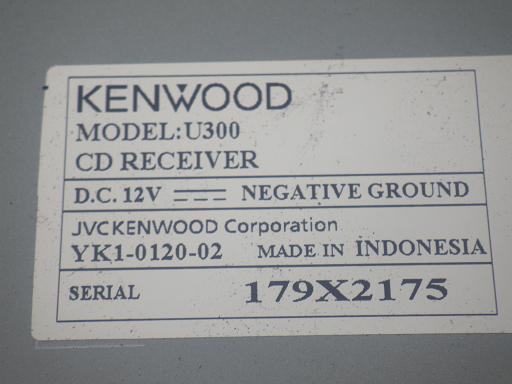 KENWOOD
MODEL:U300
CD RECEIVER
D.C. 12V NEGATIVE GROUND
JVCKENWOOD Corporation
YK1-0120-02 MADE IN INDONESIA
SERIAL 179X2175